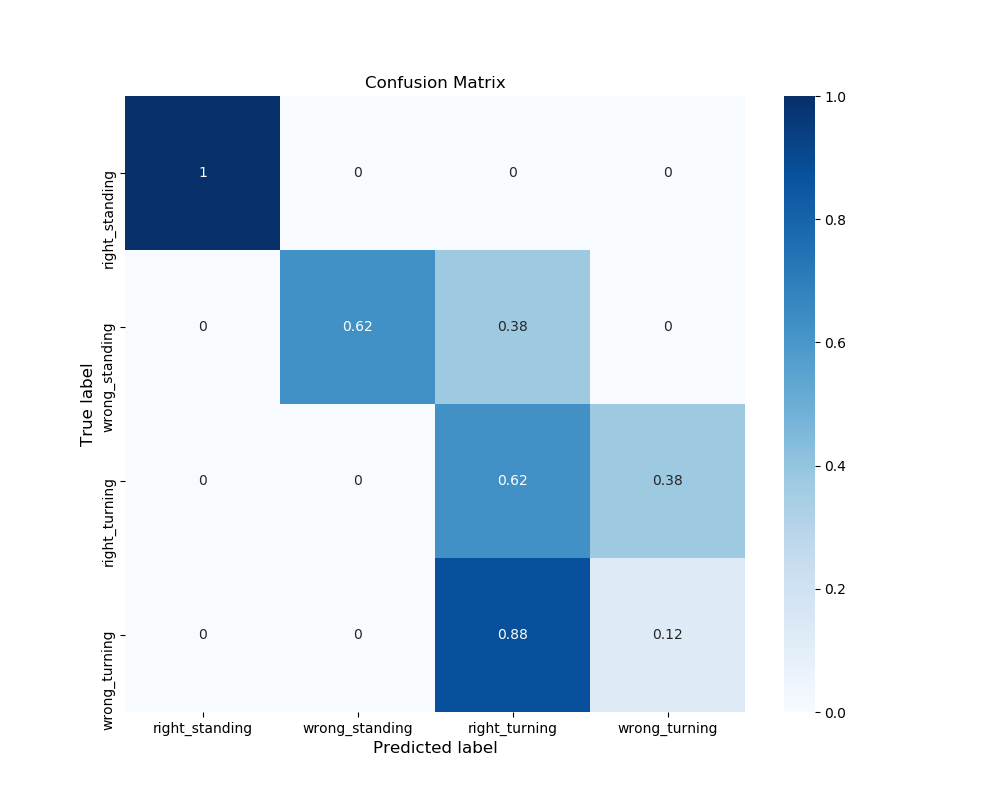 Confusion Matrix
True label
right_standing
1 0 0 0
wrong_standing
0 0.62 0.38 0
right_turning
0 0 0.62 0.38
wrong_turning
0 0 0.88 0.12
right_standing wrong_standing right_turning wrong_turning
Predicted label
1.0
0.8
0.6
0.4
0.2
0.0